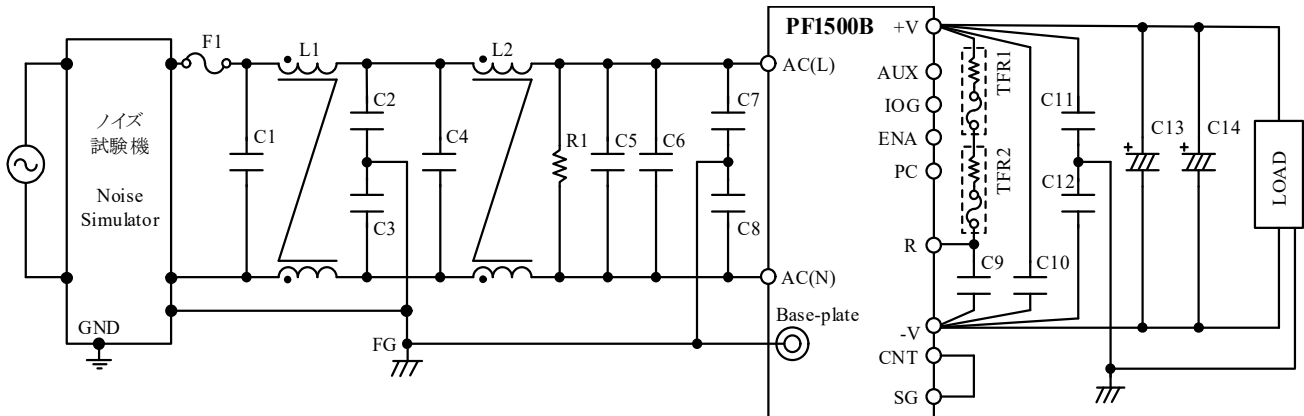 PF1500B
F1
L1
L2
+V
AC(L)
AUX
IOG
ENA
PC
R
TFR1
TFR2
C1
C2
C3
C4
R1
C5
C6
C7
C8
C9
C10
C11
C12
C13
C14
LOAD
ノイズ
試験機
Noise
Simulator
GND
FG
AC(N)
Base-plate
-V
CNT
SG
+
+